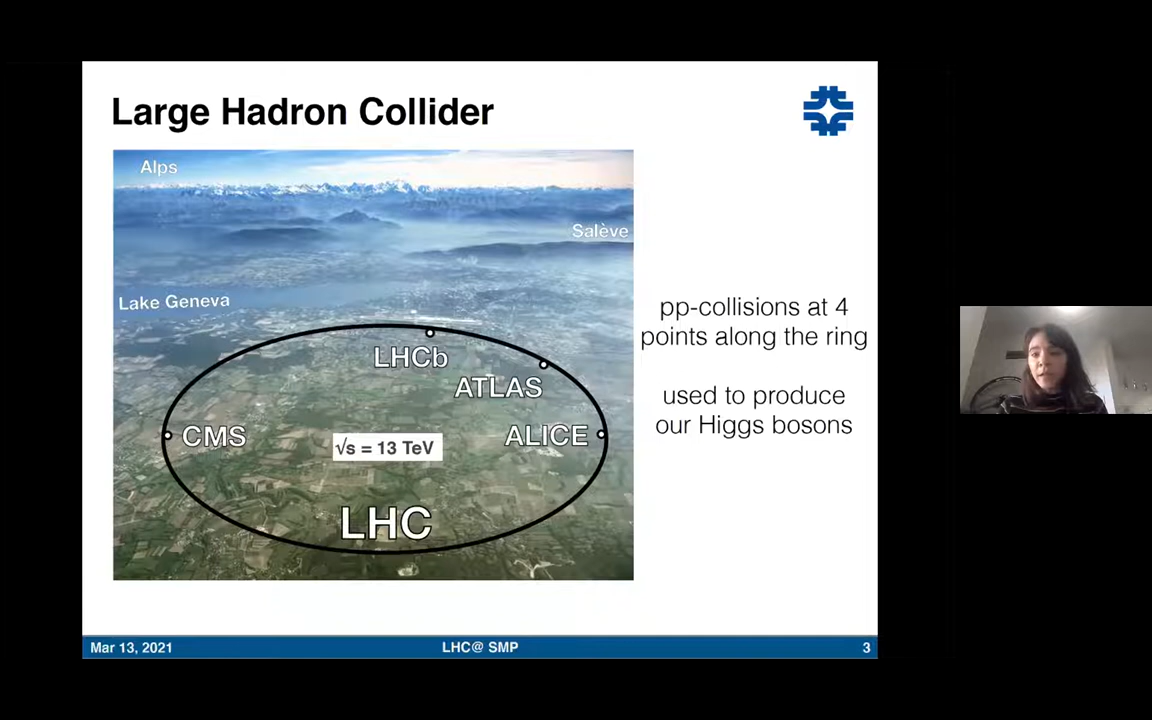 Large Hadron Collider
Alps
Salève
Lake Geneva
LHCb
ATLAS
CMS
ALICE
√s = 13 TeV
LHC
pp-collisions at 4
points along the ring
used to produce
our Higgs bosons
Mar 13, 2021
LHC@ SMP
3